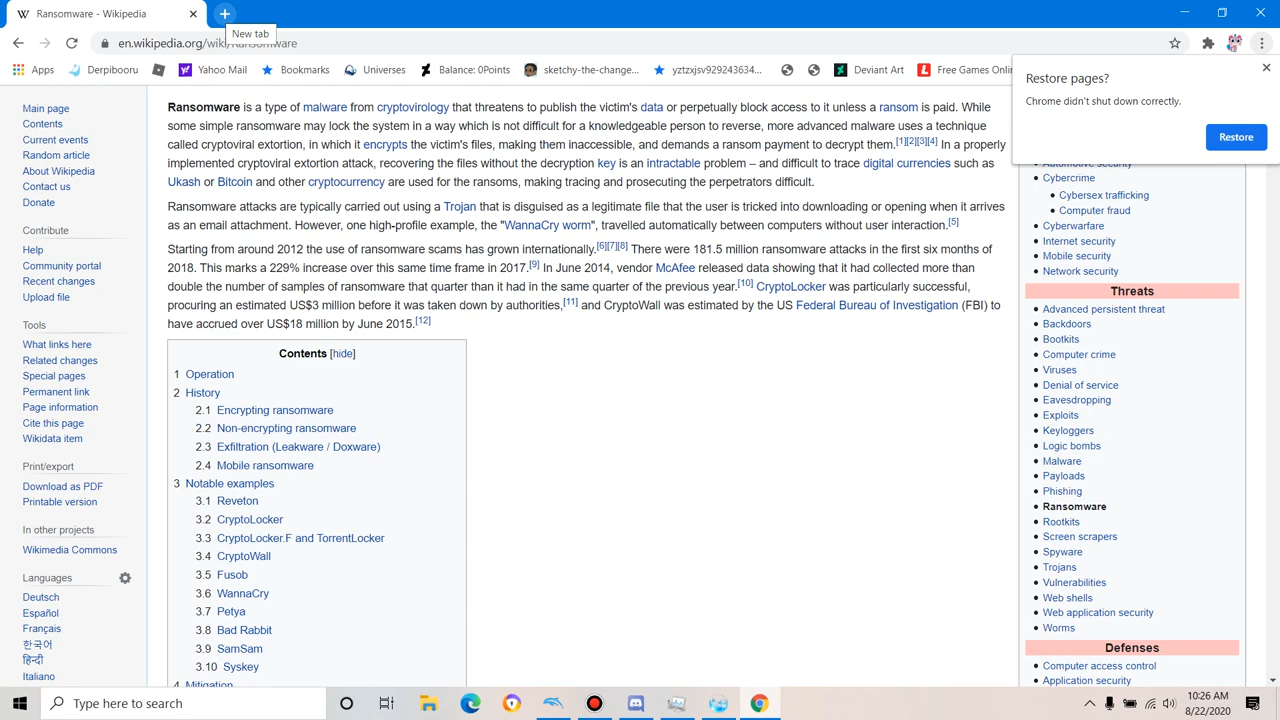 Ransomware - Wikipedia
New tab
en.wikipedia.org/wiki/Ransomware
Apps
Derpibooru
Yahoo Mail
Bookmarks
Universes
Balance: 0Points
sketchy-the-change...
yztzxjsv929243634...
Deviant Art
Free Games Onli
Restore pages?
Chrome didn't shut down correctly.
Restore
Main page
Contents
Current events
Random article
About Wikipedia
Contact us
Donate
Contribute
Help
Community portal
Recent changes
Upload file
Tools
What links here
Related changes
Special pages
Permanent link
Page information
Cite this page
Wikidata item
Print/export
Download as PDF
Printable version
In other projects
Wikimedia Commons
Languages
Deutsch
Español
Français
한국어
हिन्दी
Italiano
Ransomware is a type of malware from cryptovirology that threatens to publish the victim's data or perpetually block access to it unless a ransom is paid. While
some simple ransomware may lock the system in a way which is not difficult for a knowledgeable person to reverse, more advanced malware uses a technique
called cryptoviral extortion, in which it encrypts the victim's files, making them inaccessible, and demands a ransom payment to decrypt them.[1][2][3][4] In a properly
implemented cryptoviral extortion attack, recovering the files without the decryption key is an intractable problem – and difficult to trace digital currencies such as
Ukash or Bitcoin and other cryptocurrency are used for the ransoms, making tracing and prosecuting the perpetrators difficult.
Ransomware attacks are typically carried out using a Trojan that is disguised as a legitimate file that the user is tricked into downloading or opening when it arrives
as an email attachment. However, one high-profile example, the "WannaCry worm", travelled automatically between computers without user interaction.[5]
Starting from around 2012 the use of ransomware scams has grown internationally.[6][7][8] There were 181.5 million ransomware attacks in the first six months of
2018. This marks a 229% increase over this same time frame in 2017.[9] In June 2014, vendor McAfee released data showing that it had collected more than
double the number of samples of ransomware that quarter than it had in the same quarter of the previous year.[10] CryptoLocker was particularly successful,
procuring an estimated US$3 million before it was taken down by authorities,[11] and CryptoWall was estimated by the US Federal Bureau of Investigation (FBI) to
have accrued over US$18 million by June 2015.[12]
Contents [hide]
1 Operation
2 History
2.1 Encrypting ransomware
2.2 Non-encrypting ransomware
2.3 Exfiltration (Leakware / Doxware)
2.4 Mobile ransomware
3 Notable examples
3.1 Reveton
3.2 CryptoLocker
3.3 CryptoLocker.F and TorrentLocker
3.4 CryptoWall
3.5 Fusob
3.6 WannaCry
3.7 Petya
3.8 Bad Rabbit
3.9 SamSam
3.10 Syskey
4 Mitigation
Automotive security
Cybercrime
Cybersex trafficking
Computer fraud
Cyberwarfare
Internet security
Mobile security
Network security
Threats
Advanced persistent threat
Backdoors
Bootkits
Computer crime
Viruses
Denial of service
Eavesdropping
Exploits
Keyloggers
Logic bombs
Malware
Payloads
Phishing
Ransomware
Rootkits
Screen scrapers
Spyware
Trojans
Vulnerabilities
Web shells
Web application security
Worms
Defenses
Computer access control
Application security
Type here to search
10:26 AM
8/22/2020